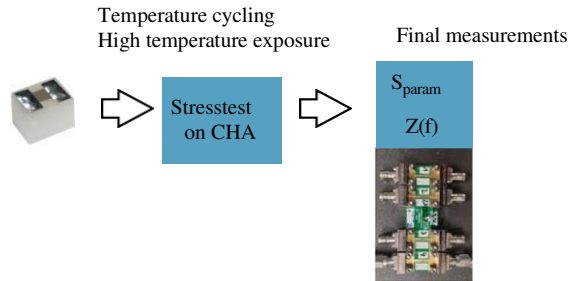 Temperature cycling
High temperature exposure
Final measurements
Stresstest
on CHA
Sparam
Z(f)